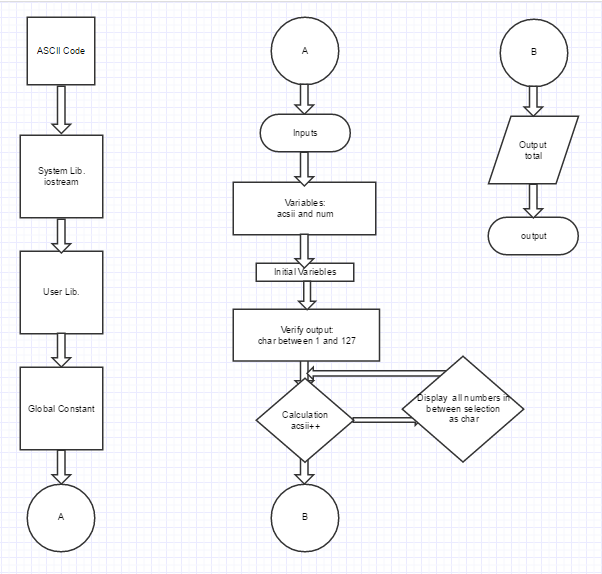 ASCII Code
System Lib.
iostream
User Lib.
Global Constant
A
A
Inputs
Variables:
acsii and num
Initial Variebles
Verify output:
char between 1 and 127
Calculation
acsii++
Display all numbers in
between selection
as char
B
B
Output
total
output